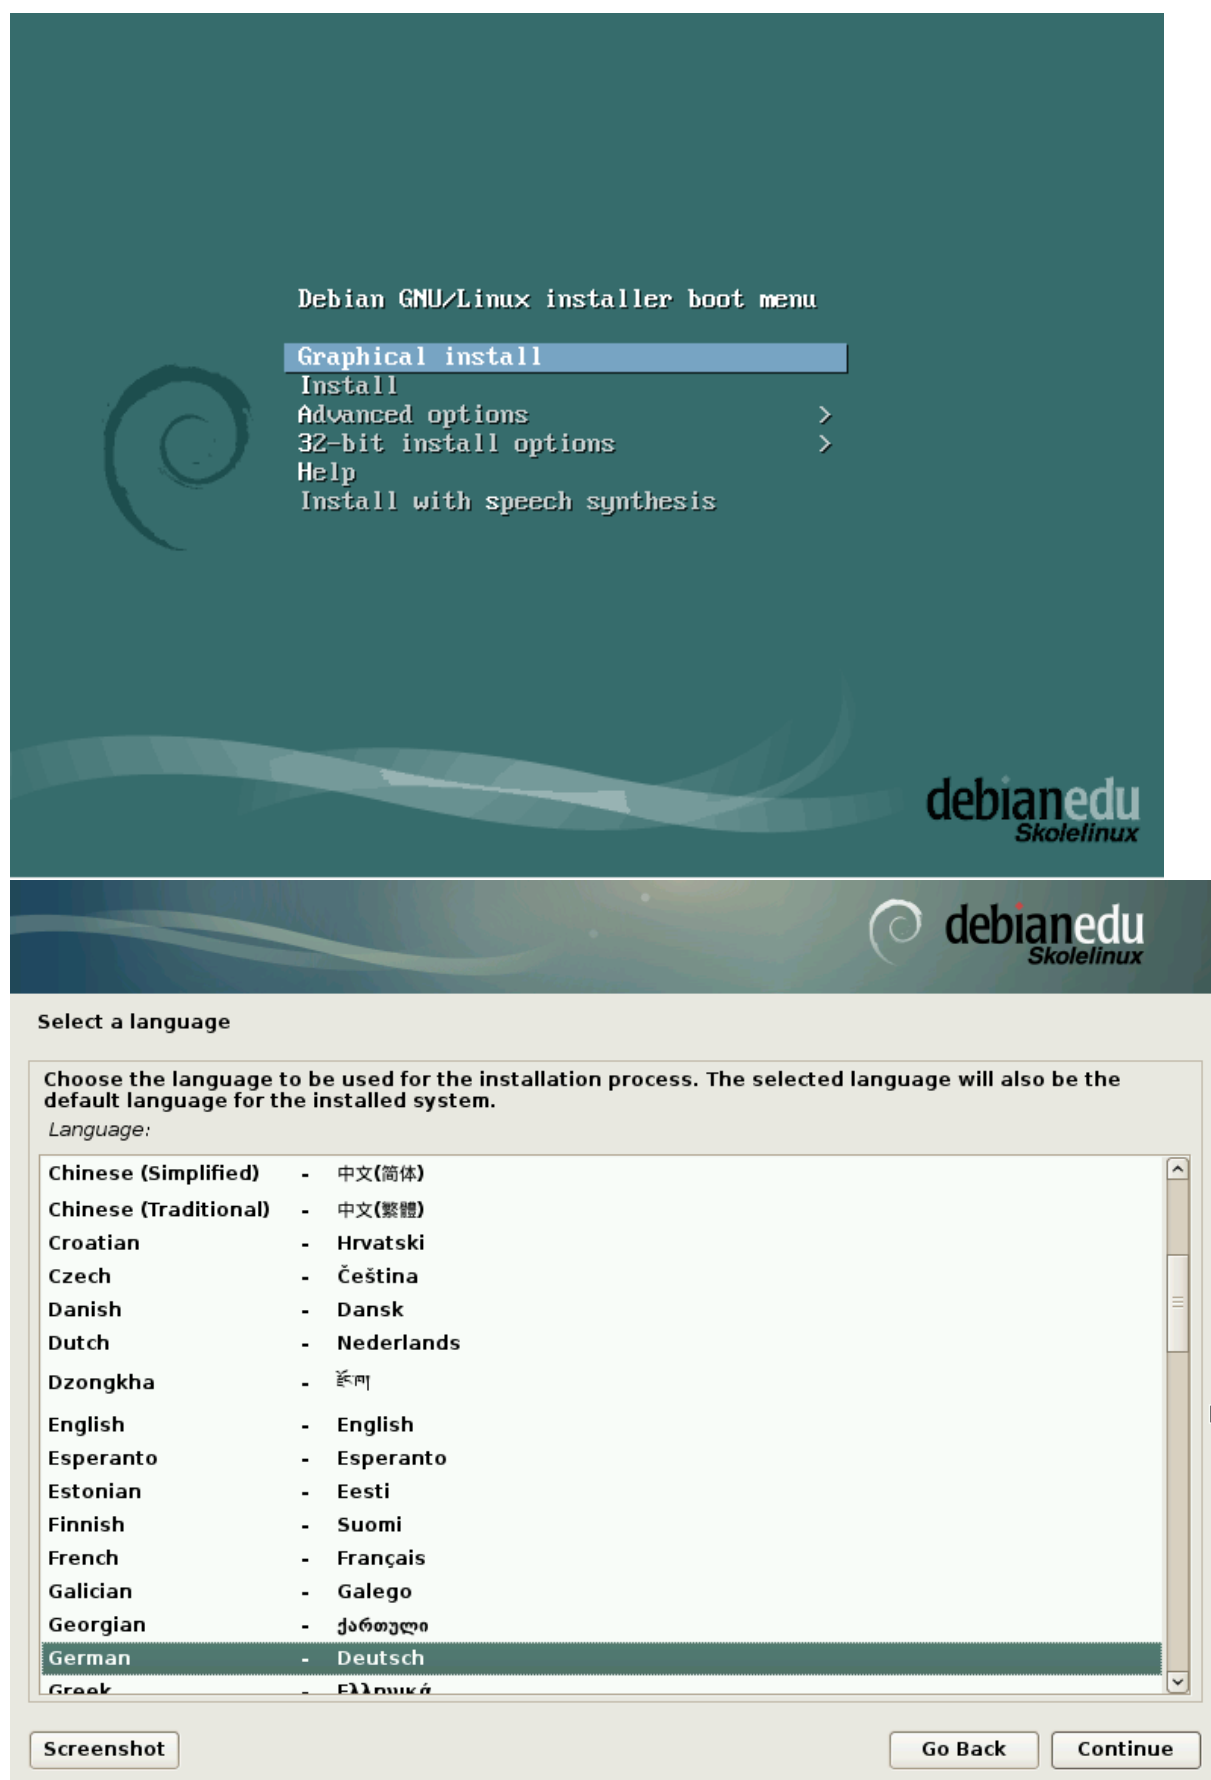 Debian GNU/Linux installer boot menu
Graphical install
Install
Advanced options >
32-bit install options >
Help
Install with speech synthesis
debianedu
Skolelinux
debianedu
Skolelinux
Select a language
Choose the language to be used for the installation process. The selected language will also be the
default language for the installed system.
Language:
Chinese (Simplified) - 中文(简体)
Chinese (Traditional) - 中文(繁體)
Croatian - Hrvatski
Czech - Čeština
Danish - Dansk
Dutch - Nederlands
Dzongkha - རྫོང་ཁ།
English - English
Esperanto - Esperanto
Estonian - Eesti
Finnish - Suomi
French - Français
Galician - Galego
Georgian - ქართული
German - Deutsch
Greek - Ελληνικά
Screenshot
Go Back
Continue